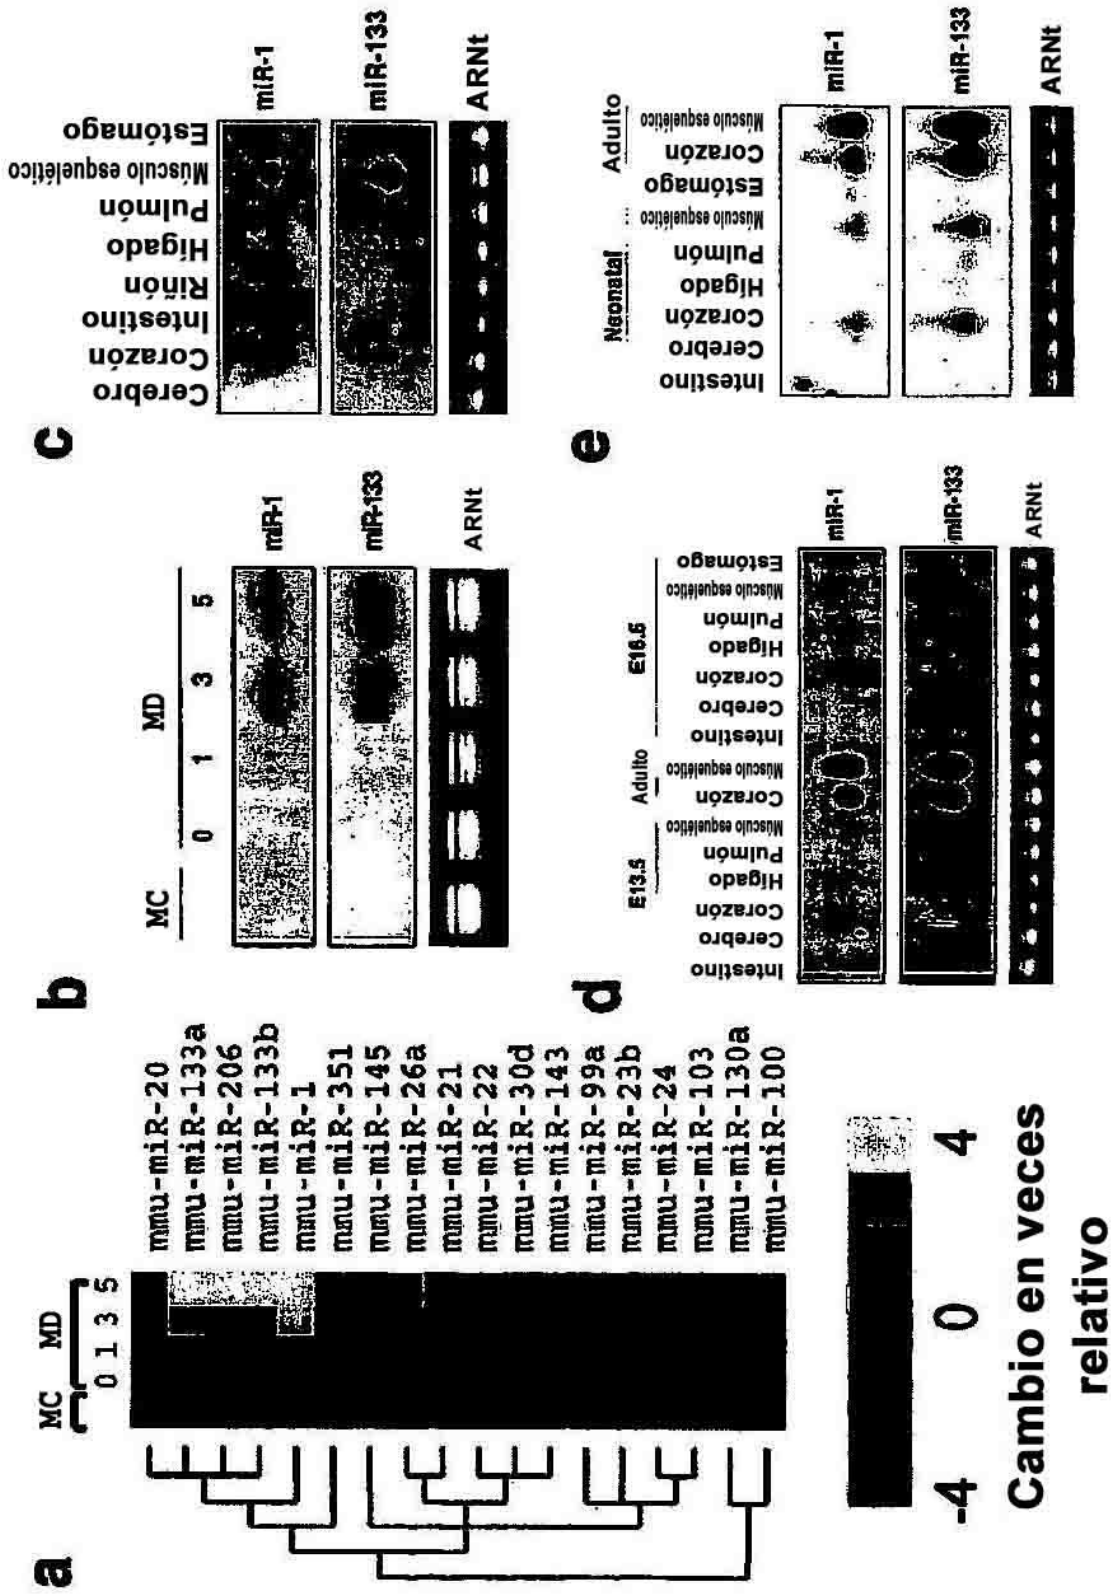 a
MC MD
0 1 3 5
mmu-miR-20
mmu-miR-133a
mmu-miR-206
mmu-miR-133b
mmu-miR-1
mmu-miR-351
mmu-miR-145
mmu-miR-26a
mmu-miR-21
mmu-miR-22
mmu-miR-30d
mmu-miR-143
mmu-miR-99a
mmu-miR-23b
mmu-miR-24
mmu-miR-103
mmu-miR-130a
mmu-miR-100
-4 0 4
Cambio en veces
relativo
b
MC MD
0 1 3 5
miR-1
miR-133
ARNt
c
Cerebro
Corazón
Intestino
Riñón
Hígado
Pulmón
Músculo esquelético
Estómago
miR-1
miR-133
ARNt
d
E13.5 Adulto E16.5
Intestino
Cerebro
Corazón
Hígado
Pulmón
Músculo esquelético
Corazón
Músculo esquelético
Intestino
Cerebro
Corazón
Hígado
Pulmón
Músculo esquelético
Estómago
miR-1
miR-133
ARNt
e
Neonatal Adulto
Intestino
Cerebro
Corazón
Hígado
Pulmón
Músculo esquelético
Estómago
Corazón
Músculo esquelético
miR-1
miR-133
ARNt